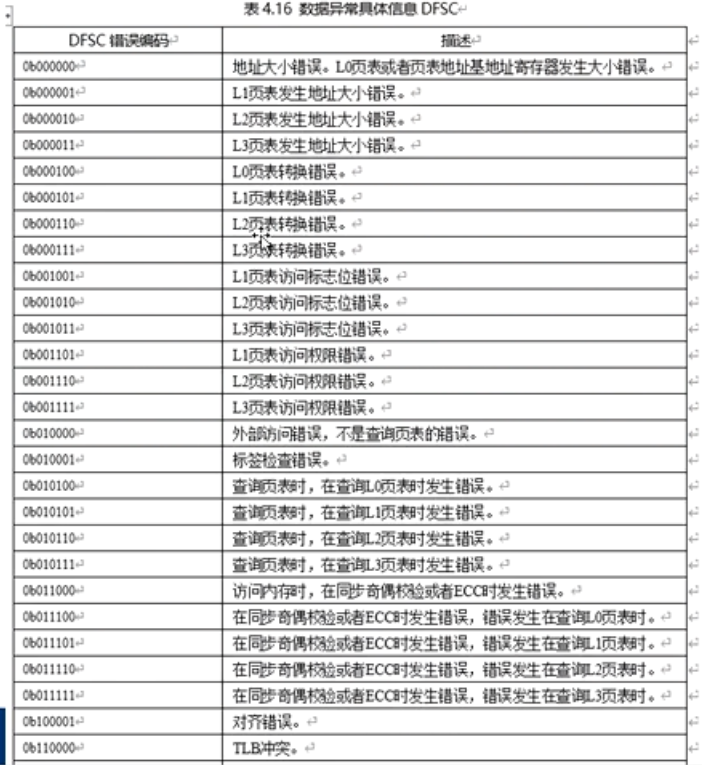 表 4.16 数据异常具体信息 DFSC
DFSC 错误编码 描述
0b000000 地址大小错误。L0页表或者页表地址基地址寄存器发生大小错误。
0b000001 L1页表发生地址大小错误。
0b000010 L2页表发生地址大小错误。
0b000011 L3页表发生地址大小错误。
0b000100 L0页表转换错误。
0b000101 L1页表转换错误。
0b000110 L2页表转换错误。
0b000111 L3页表转换错误。
0b001001 L1页表访问标志位错误。
0b001010 L2页表访问标志位错误。
0b001011 L3页表访问标志位错误。
0b001101 L1页表访问权限错误。
0b001110 L2页表访问权限错误。
0b001111 L3页表访问权限错误。
0b010000 外部访问错误，不是查询页表的错误。
0b010001 标签检查错误。
0b010100 查询页表时，在查询L0页表时发生错误。
0b010101 查询页表时，在查询L1页表时发生错误。
0b010110 查询页表时，在查询L2页表时发生错误。
0b010111 查询页表时，在查询L3页表时发生错误。
0b011000 访问内存时，在同步奇偶校验或者ECC时发生错误。
0b011100 在同步奇偶校验或者ECC时发生错误，错误发生在查询L0页表时。
0b011101 在同步奇偶校验或者ECC时发生错误，错误发生在查询L1页表时。
0b011110 在同步奇偶校验或者ECC时发生错误，错误发生在查询L2页表时。
0b011111 在同步奇偶校验或者ECC时发生错误，错误发生在查询L3页表时。
0b100001 对齐错误。
0b110000 TLB冲突。